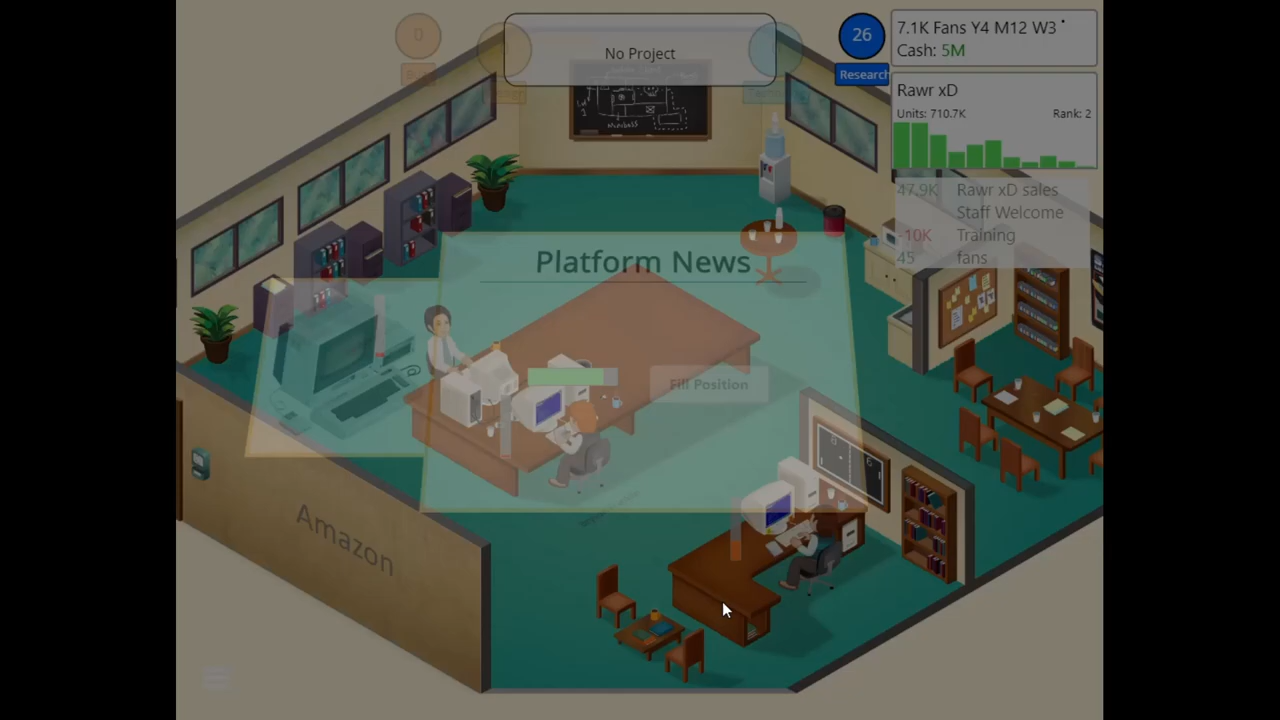 No Project
0
26
Research
7.1K Fans Y4 M12 W3
Cash: 5M
Rawr xD
Units: 710.7K Rank: 2
47.9K Rawr xD sales
Staff Welcome
-10K Training
45 fans
Platform News
Fill Position
Amazon